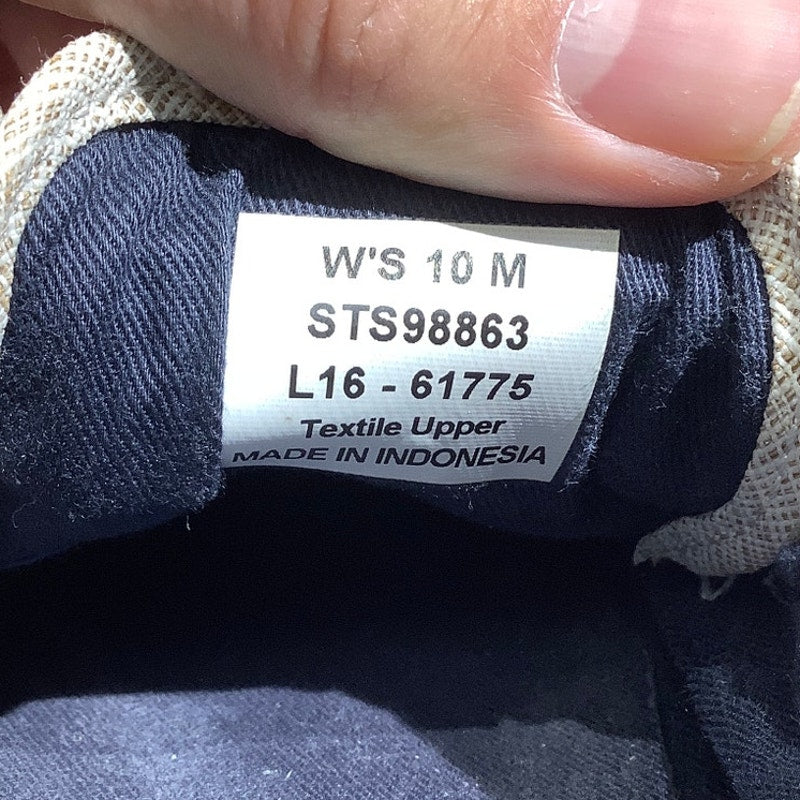 W'S 10 M
STS98863
L16 - 61775
Textile Upper
MADE IN INDONESIA